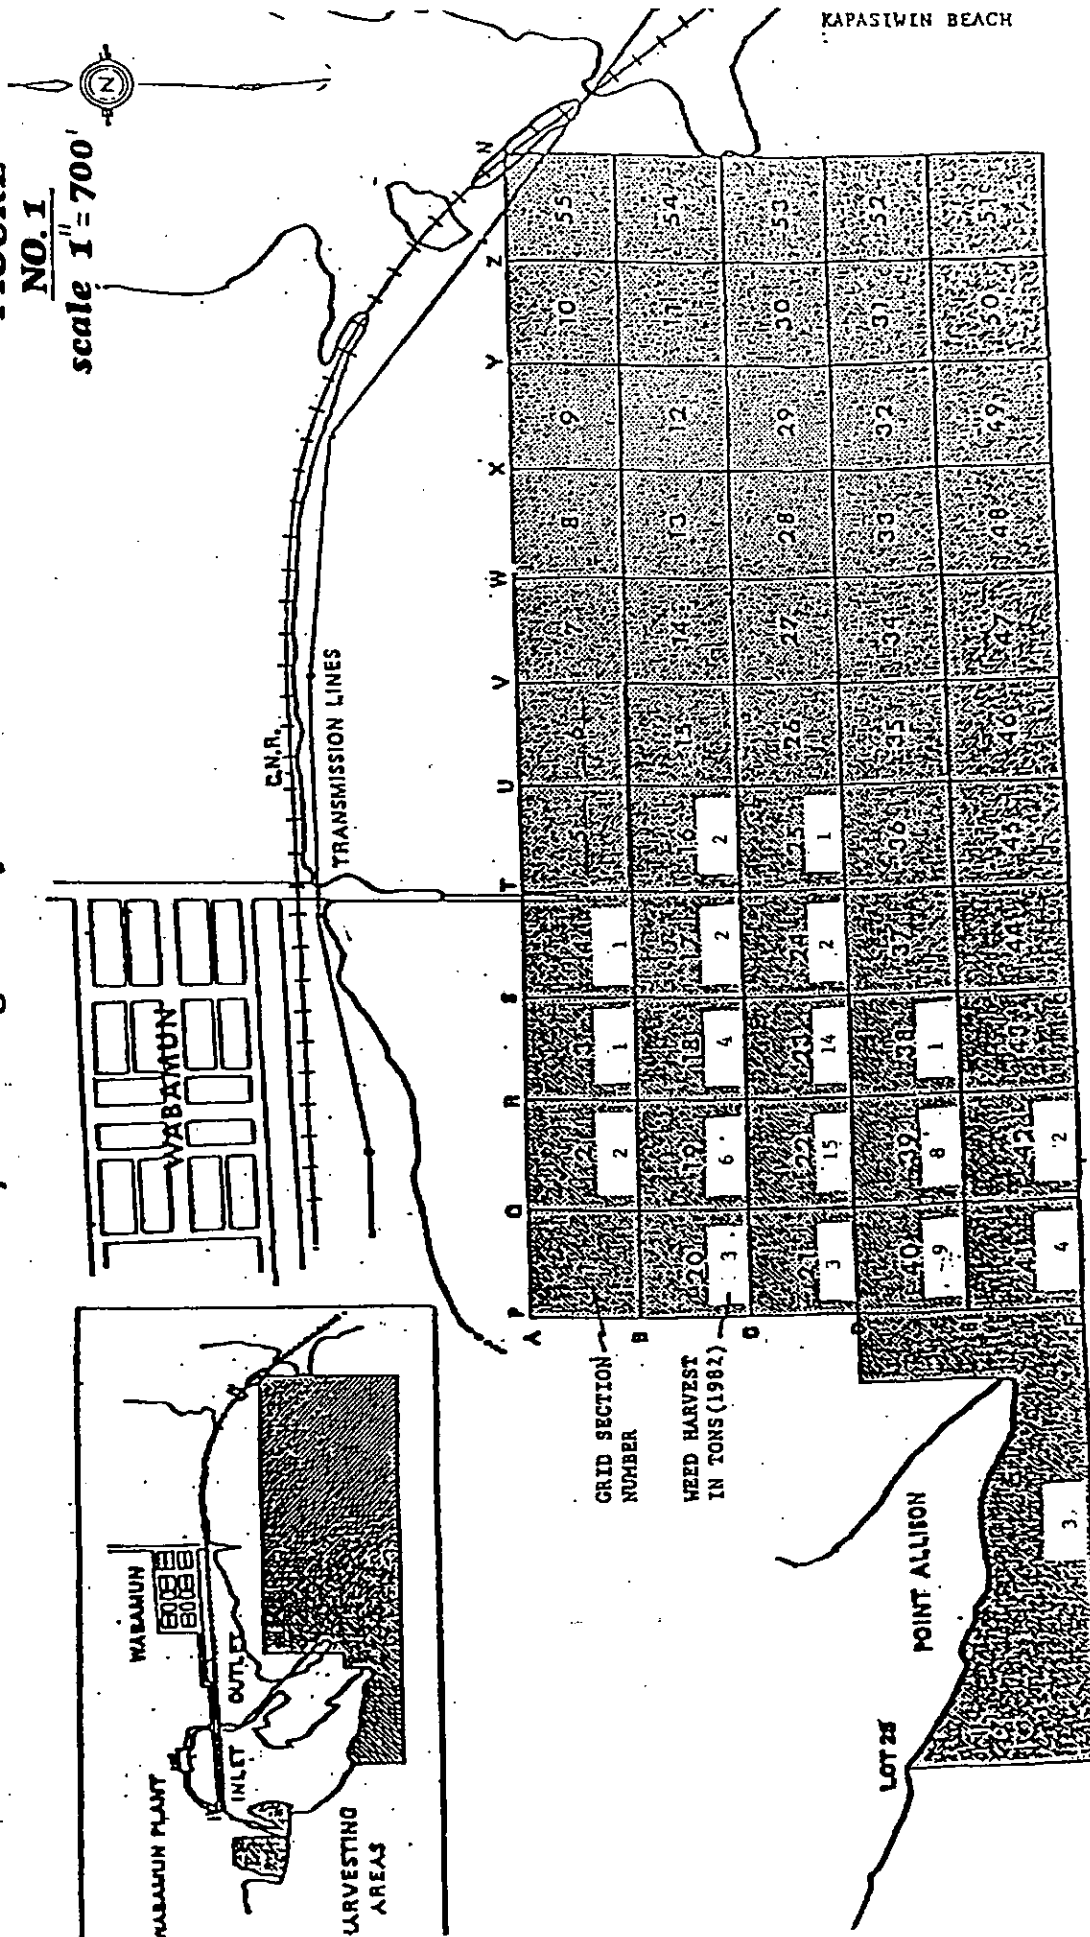 KAPASIWIN BEACH
N
NO. 1
scale 1" = 700'
WABAMUN
C.N.R.
TRANSMISSION LINES
WABAMUN PLANT
WABAMUN
INLET
OUTLET
HARVESTING
AREAS
P Q R S T U V W X Y Z N
A
B
C
D
1 2 3 4 5 6 7 8 9 10 55
2 1 1
20 19 18 17 16 15 14 13 12 11 54
3 6 4 2 2
21 22 23 24 25 26 27 28 29 30 53
3 15 14 2 1
40 39 38 37 36 35 34 33 32 31 52
9 8 1
41 42 43 44 45 46 47 48 49 50 51
4 2
3
GRID SECTION
NUMBER
WEED HARVEST
IN TONS (1982)
POINT ALLISON
LOT 25